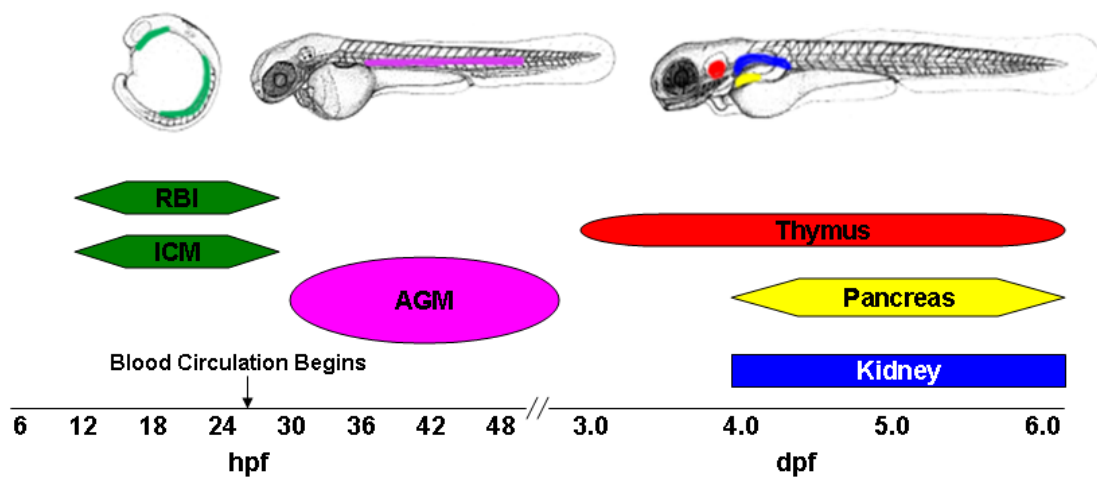 RBI
ICM
Thymus
AGM
Pancreas
Blood Circulation Begins
Kidney
6 12 18 24 30 36 42 48 // 3.0 4.0 5.0 6.0
hpf dpf